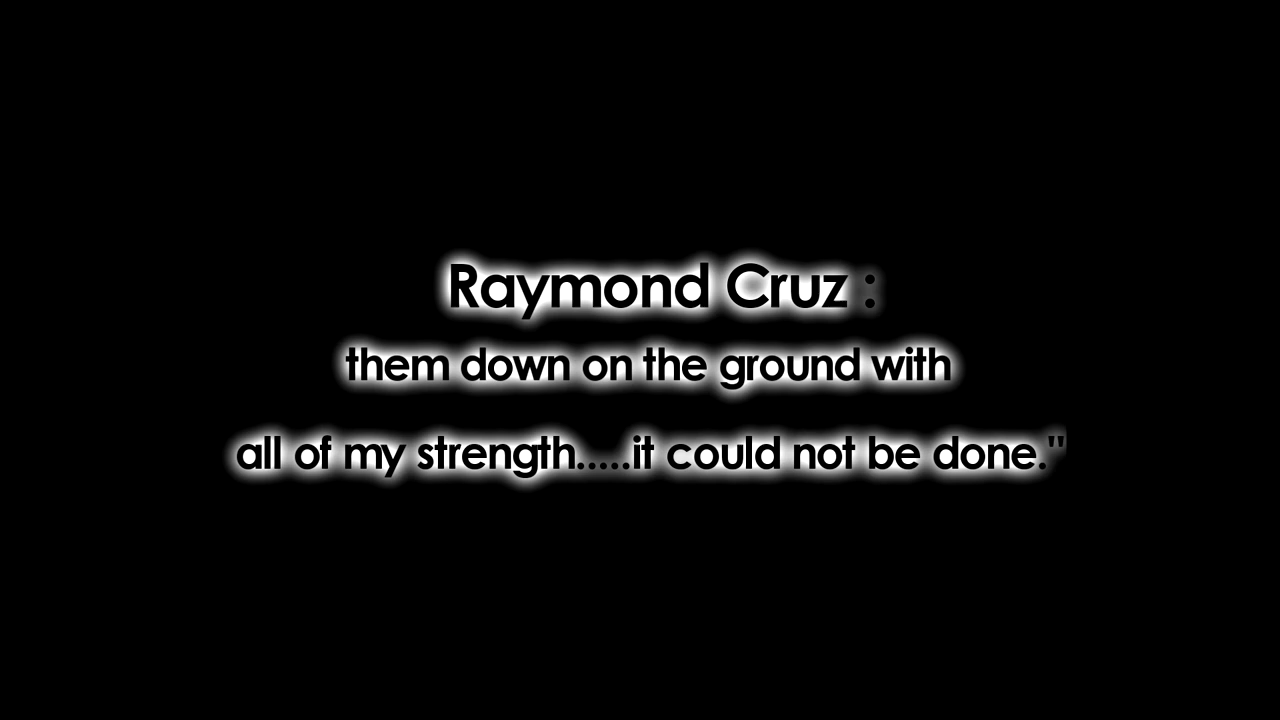 Raymond Cruz :
them down on the ground with
all of my strength.....it could not be done."